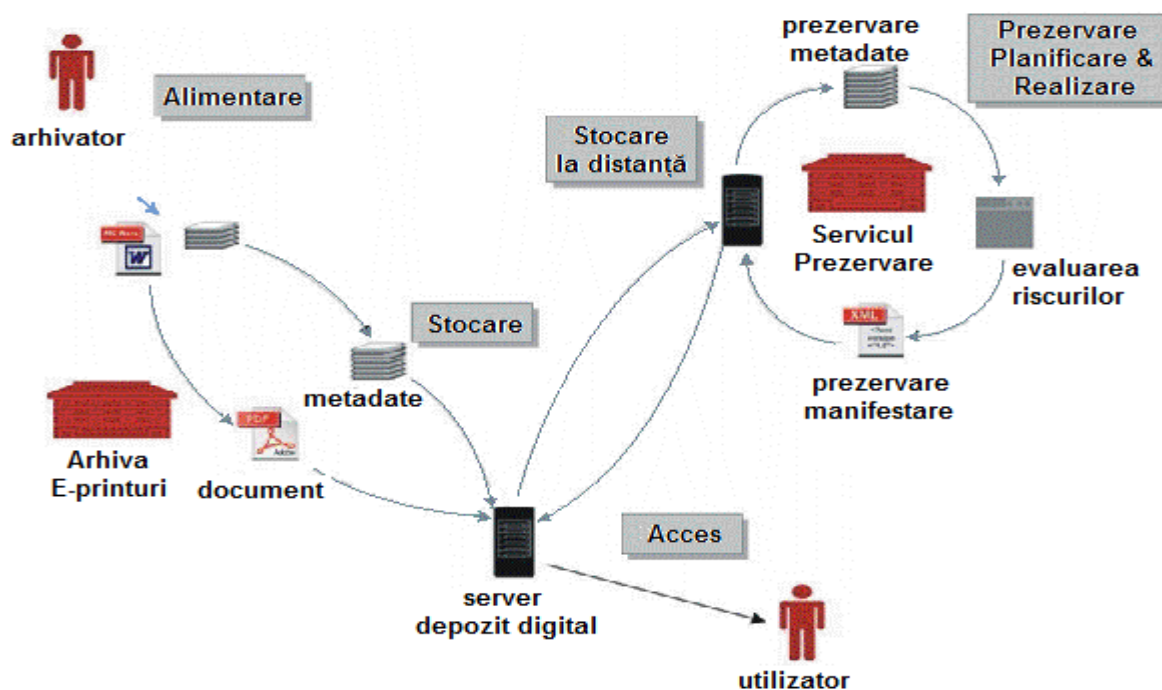 prezervare
metadate
Prezervare
Planificare &
Realizare
arhivator
Alimentare
Stocare
la distanță
Servicul
Prezervare
evaluarea
riscurilor
W
XML
Stocare
metadate
prezervare
manifestare
PDF
Adobe
Arhiva
E-printuri
document
Acces
server
depozit digital
utilizator